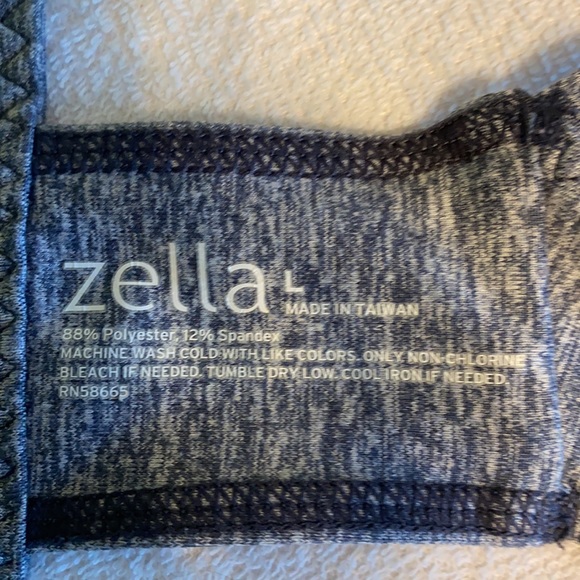 zella L
MADE IN TAIWAN
88% Polyester, 12% Spandex
MACHINE WASH COLD WITH LIKE COLORS. ONLY NON-CHLORINE
BLEACH IF NEEDED. TUMBLE DRY LOW. COOL IRON IF NEEDED.
RN58665